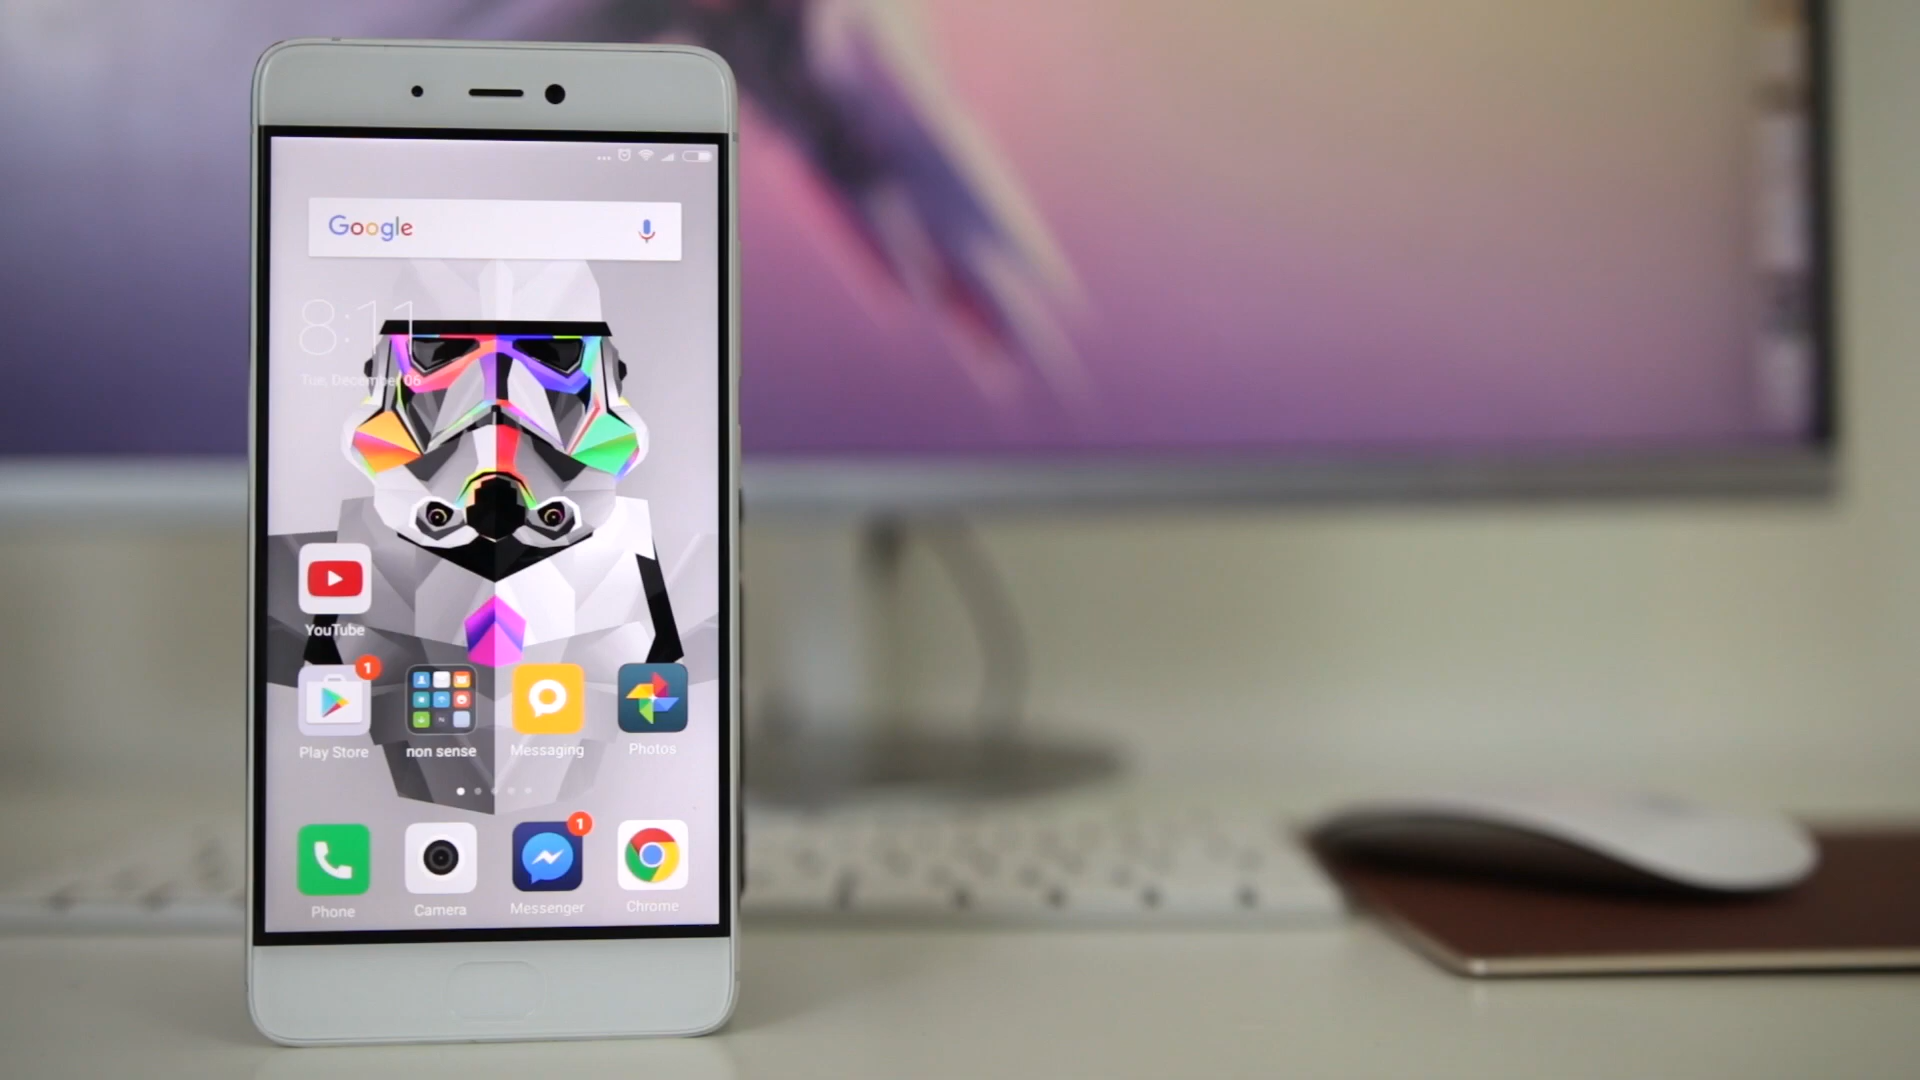 Google
8:11
Tue, December 06
YouTube
1
Play Store
non sense
Messaging
Photos
1
Phone
Camera
Messenger
Chrome